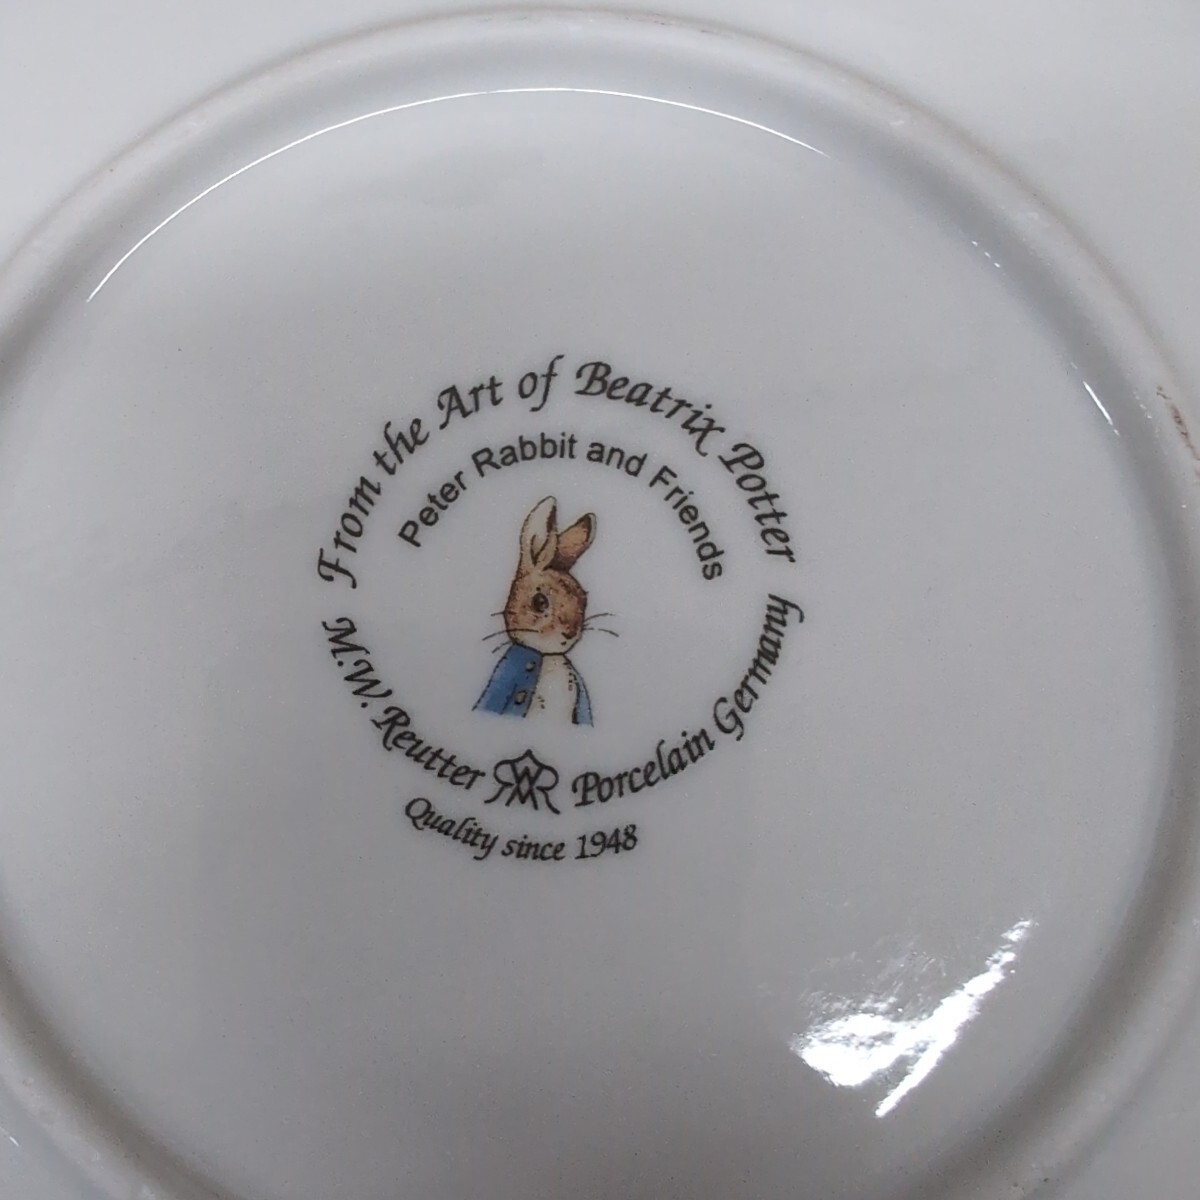 From the Art of Beatrix Potter
Peter Rabbit and Friends
M.W. Reutter Porcelain Germany
Quality since 1948